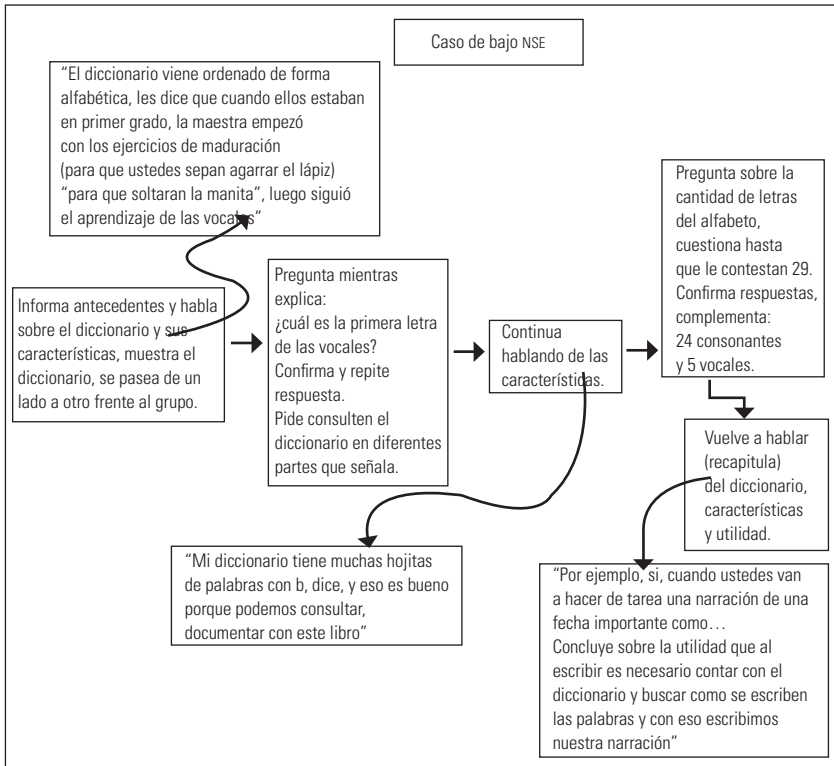 Caso de bajo NSE
“El diccionario viene ordenado de forma
alfabética, les dice que cuando ellos estaban
en primer grado, la maestra empezó
con los ejercicios de maduración
(para que ustedes sepan agarrar el lápiz)
“para que soltaran la manita”, luego siguió
el aprendizaje de las vocales“
Informa antecedentes y habla
sobre el diccionario y sus
características, muestra el
diccionario, se pasea de un
lado a otro frente al grupo.
Pregunta mientras
explica:
¿cuál es la primera letra
de las vocales?
Confirma y repite
respuesta.
Pide consulten el
diccionario en diferentes
partes que señala.
Continua
hablando de las
características.
Pregunta sobre la
cantidad de letras
del alfabeto,
cuestiona hasta
que le contestan 29.
Confirma respuestas,
complementa:
24 consonantes
y 5 vocales.
Vuelve a hablar
(recapitula)
del diccionario,
características
y utilidad.
“Mi diccionario tiene muchas hojitas
de palabras con b, dice, y eso es bueno
porque podemos consultar,
documentar con este libro”
“Por ejemplo, si, cuando ustedes van
a hacer de tarea una narración de una
fecha importante como…
Concluye sobre la utilidad que al
escribir es necesario contar con el
diccionario y buscar como se escriben
las palabras y con eso escribimos
nuestra narración”